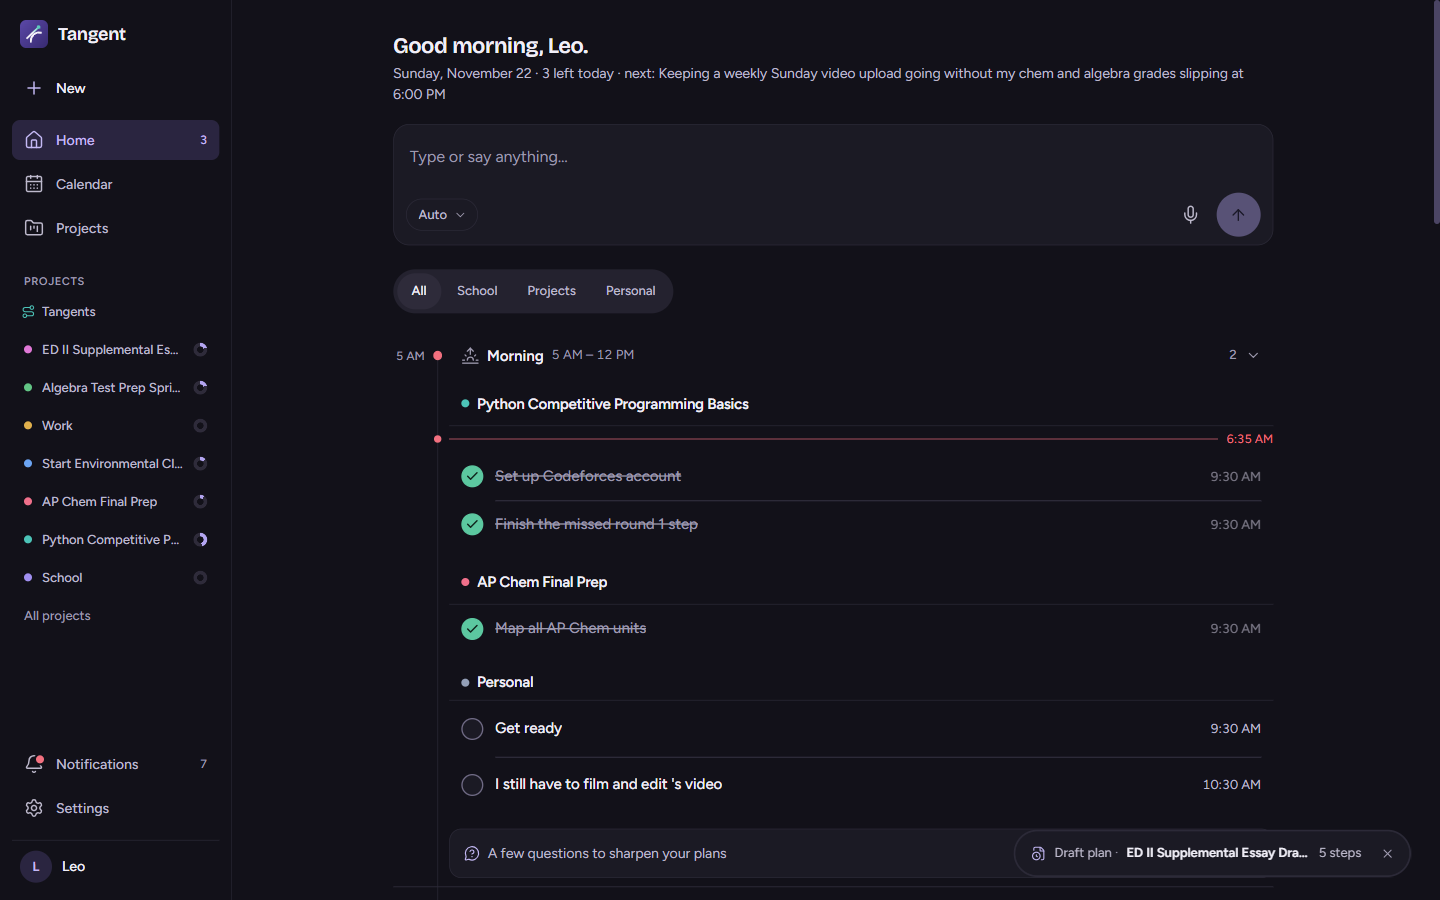 Tangent
New
Home 3
Calendar
Projects
PROJECTS
Tangents
ED II Supplemental Es...
Algebra Test Prep Spri...
Work
Start Environmental Cl...
AP Chem Final Prep
Python Competitive P...
School
All projects
Notifications 7
Settings
L Leo
Good morning, Leo.
Sunday, November 22 · 3 left today · next: Keeping a weekly Sunday video upload going without my chem and algebra grades slipping at
6:00 PM
Type or say anything...
Auto
All School Projects Personal
5 AM Morning 5 AM – 12 PM 2
Python Competitive Programming Basics
6:35 AM
Set up Codeforces account 9:30 AM
Finish the missed round 1 step 9:30 AM
AP Chem Final Prep
Map all AP Chem units 9:30 AM
Personal
Get ready 9:30 AM
I still have to film and edit 's video 10:30 AM
A few questions to sharpen your plans
Draft plan · ED II Supplemental Essay Dra... 5 steps